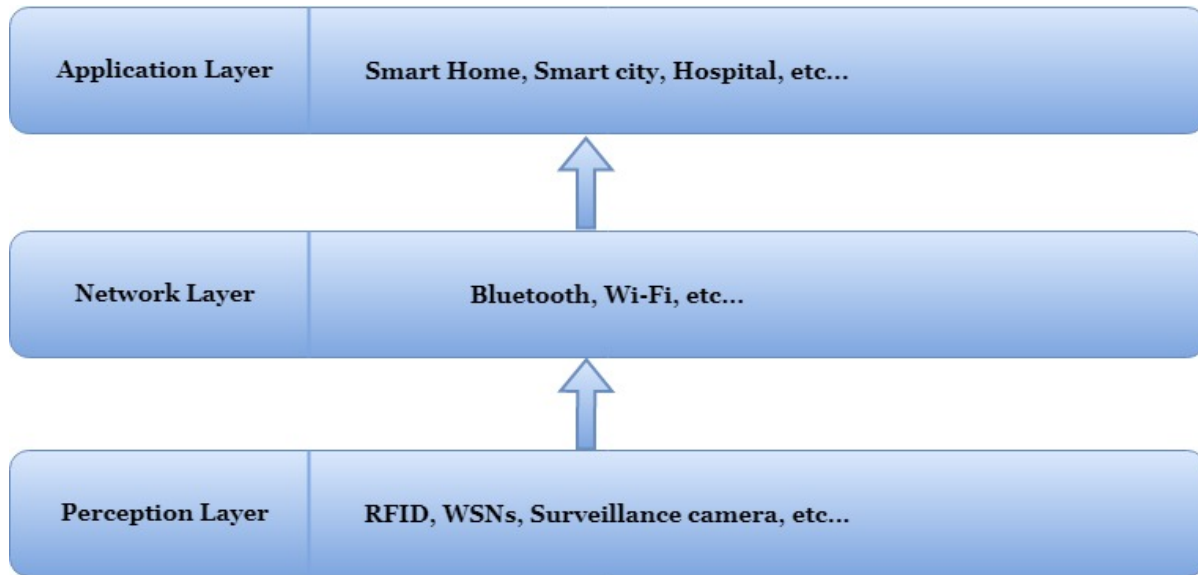 Application Layer
Smart Home, Smart city, Hospital, etc...
Network Layer
Bluetooth, Wi-Fi, etc...
Perception Layer
RFID, WSNs, Surveillance camera, etc...